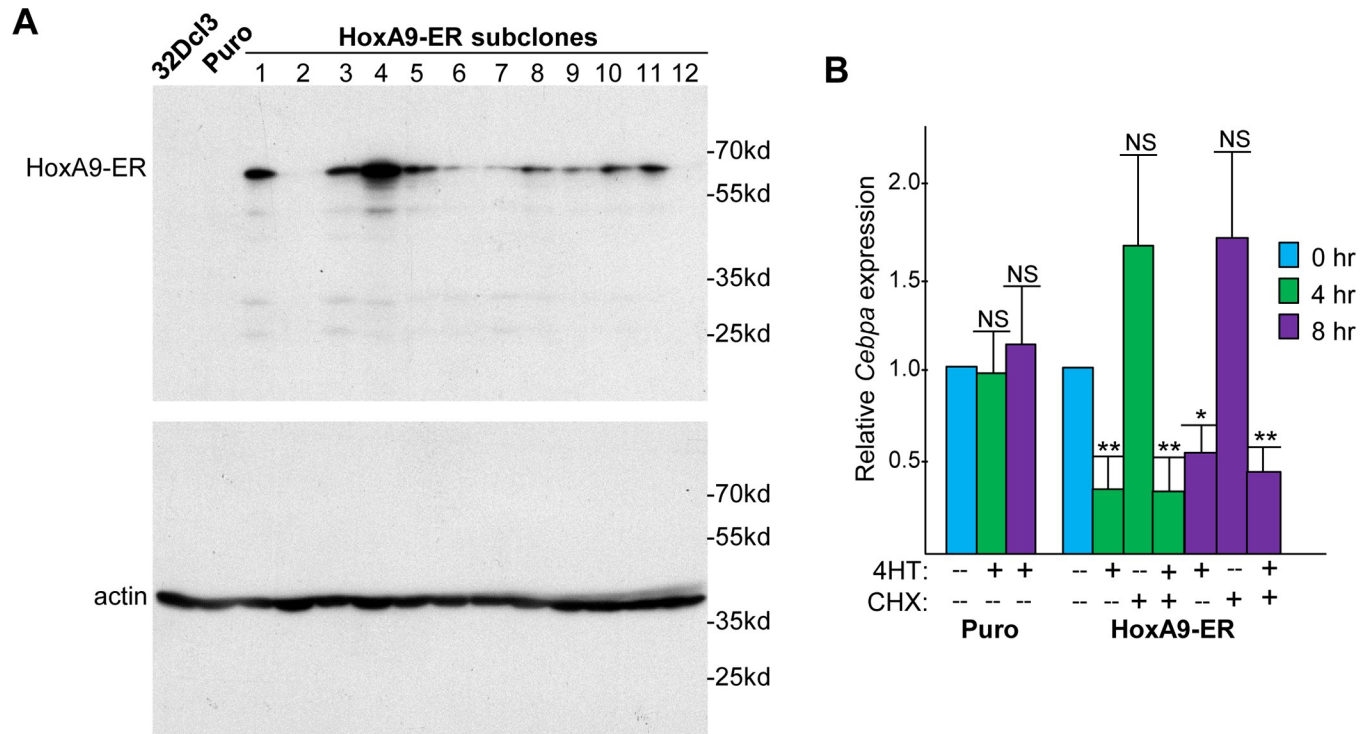 A
32Dcl3
Puro
HoxA9-ER subclones
1 2 3 4 5 6 7 8 9 10 11 12
HoxA9-ER
-70kd
-55kd
-35kd
-25kd
actin
-70kd
-55kd
-35kd
-25kd
B
Relative Cebpa expression
2.0
1.5
1.0
0.5
NS NS
** NS ** * NS **
0 hr
4 hr
8 hr
4HT: -- + + -- + -- + + -- +
CHX: -- -- -- -- -- + + -- + +
Puro HoxA9-ER